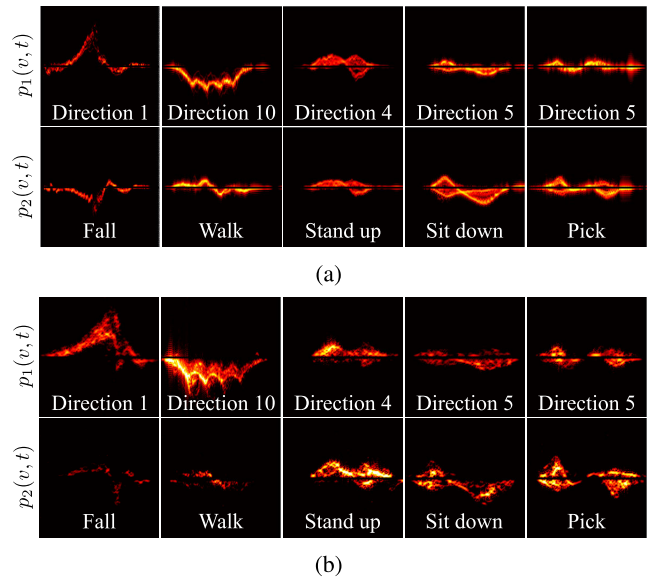 p₁(v, t)
Direction 1
Direction 10
Direction 4
Direction 5
Direction 5
p₂(v, t)
Fall
Walk
Stand up
Sit down
Pick
(a)
p₁(v, t)
Direction 1
Direction 10
Direction 4
Direction 5
Direction 5
p₂(v, t)
Fall
Walk
Stand up
Sit down
Pick
(b)